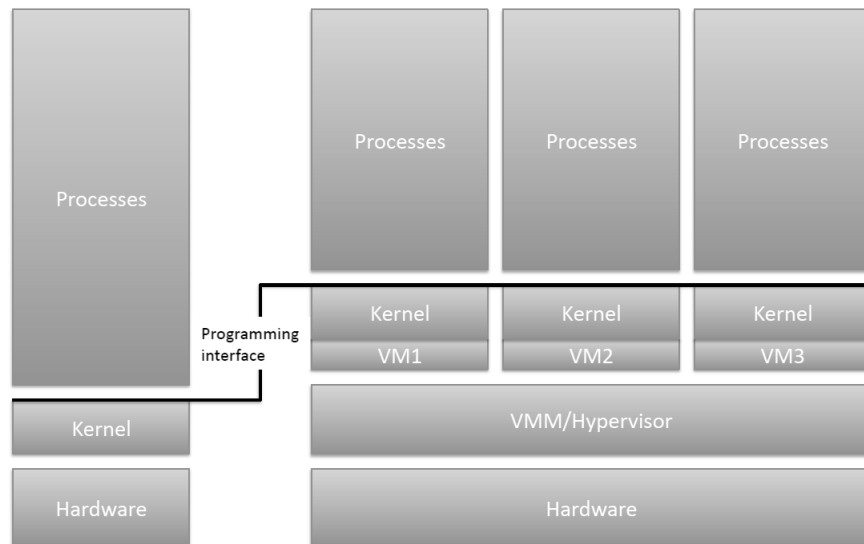 Processes
Processes
Processes
Processes
Programming
interface
Kernel
Kernel
Kernel
VM1
VM2
VM3
Kernel
VMM/Hypervisor
Hardware
Hardware